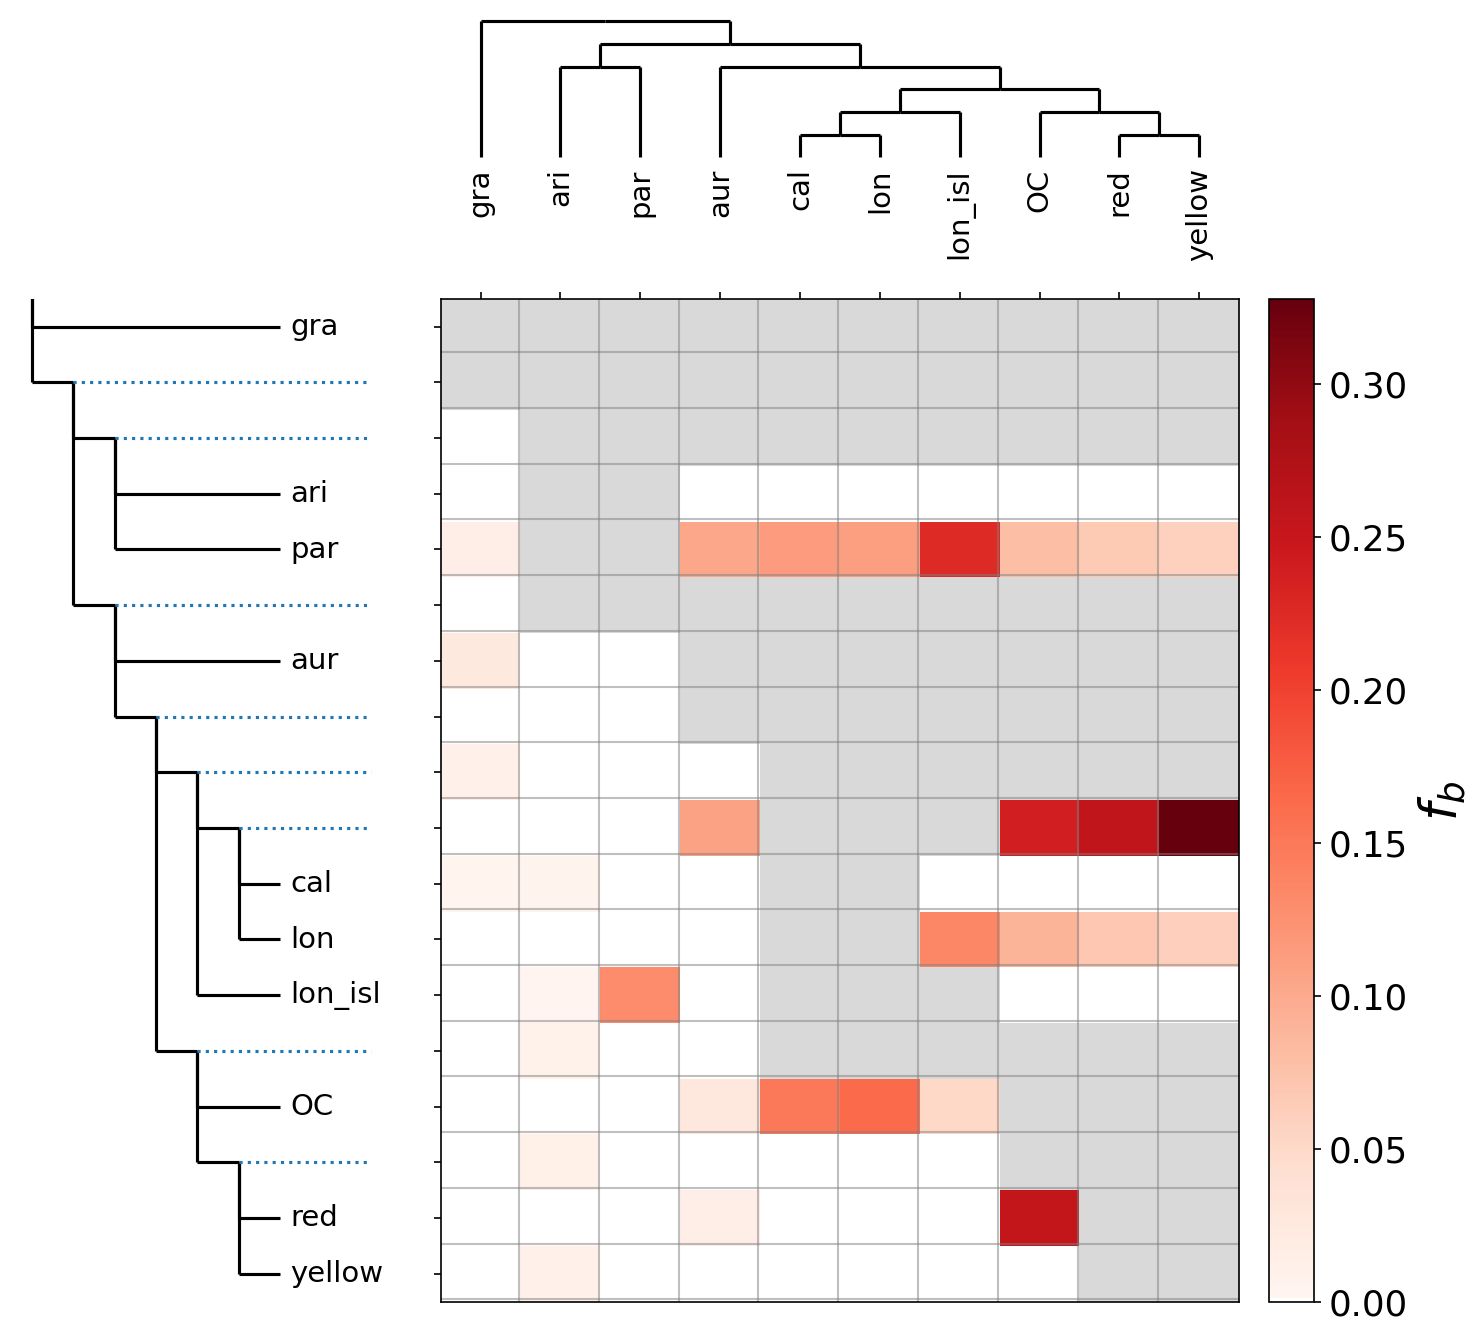 gra
ari
par
aur
cal
lon
lon_isl
OC
red
yellow
gra
ari
par
aur
cal
lon
lon_isl
OC
red
yellow
0.30
0.25
0.20
0.15
0.10
0.05
0.00
f_b